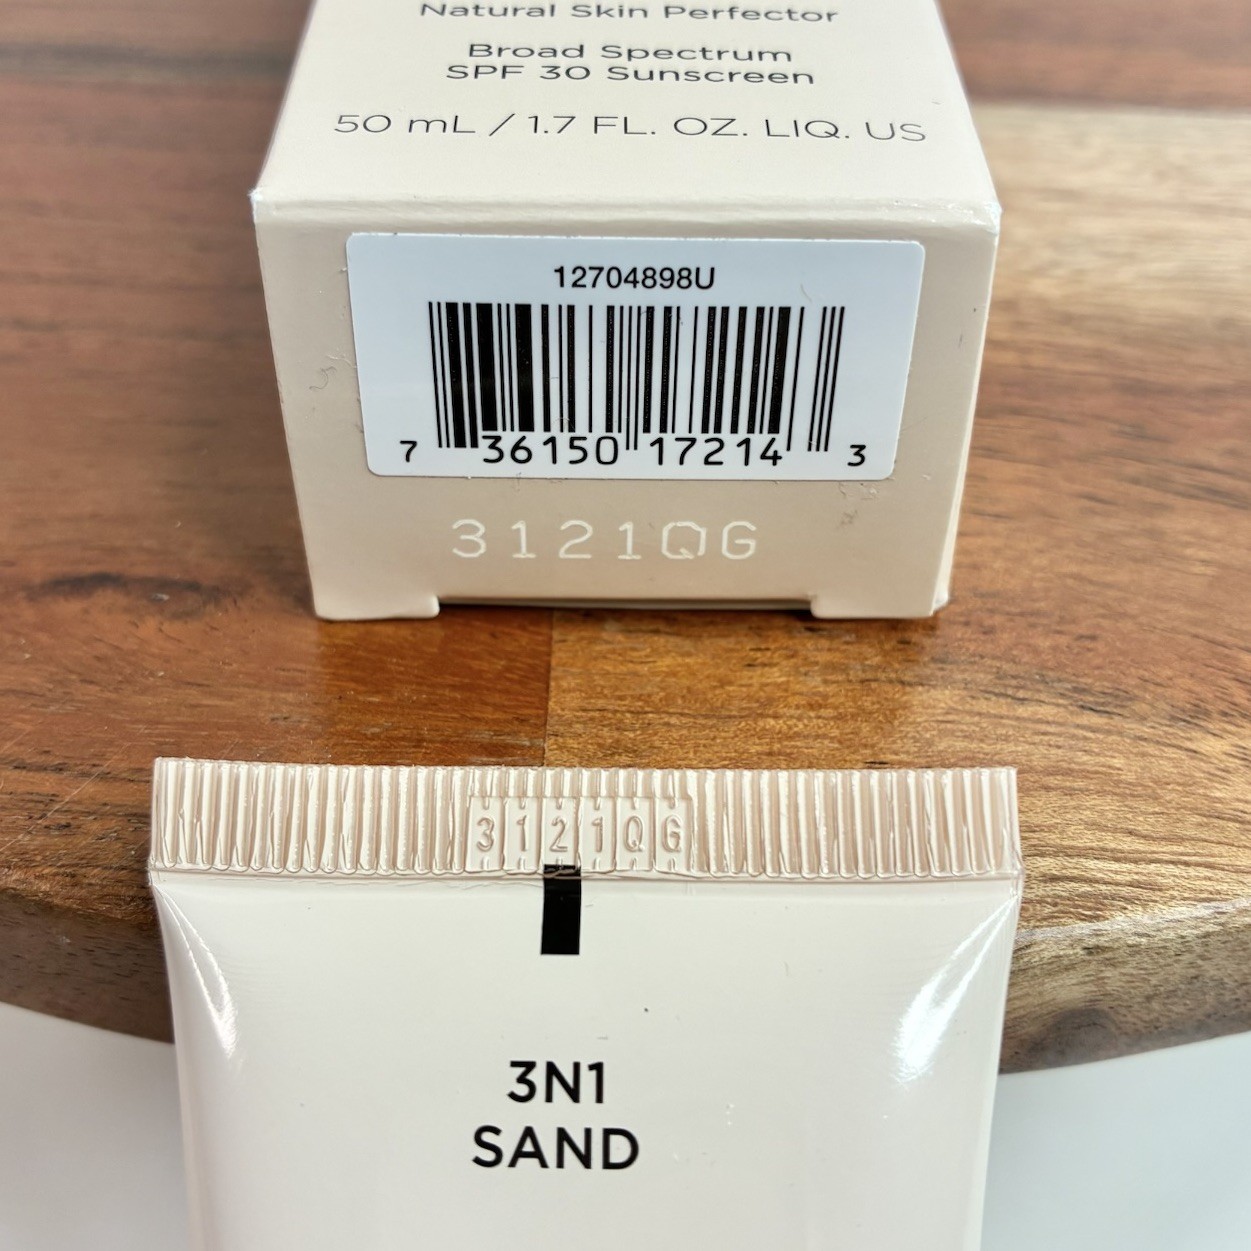 Natural Skin Perfector
Broad Spectrum
SPF 30 Sunscreen
50 mL / 1.7 FL. OZ. LIQ. US
12704898U
7 36150 17214 3
3121QG
3121QG
3N1
SAND